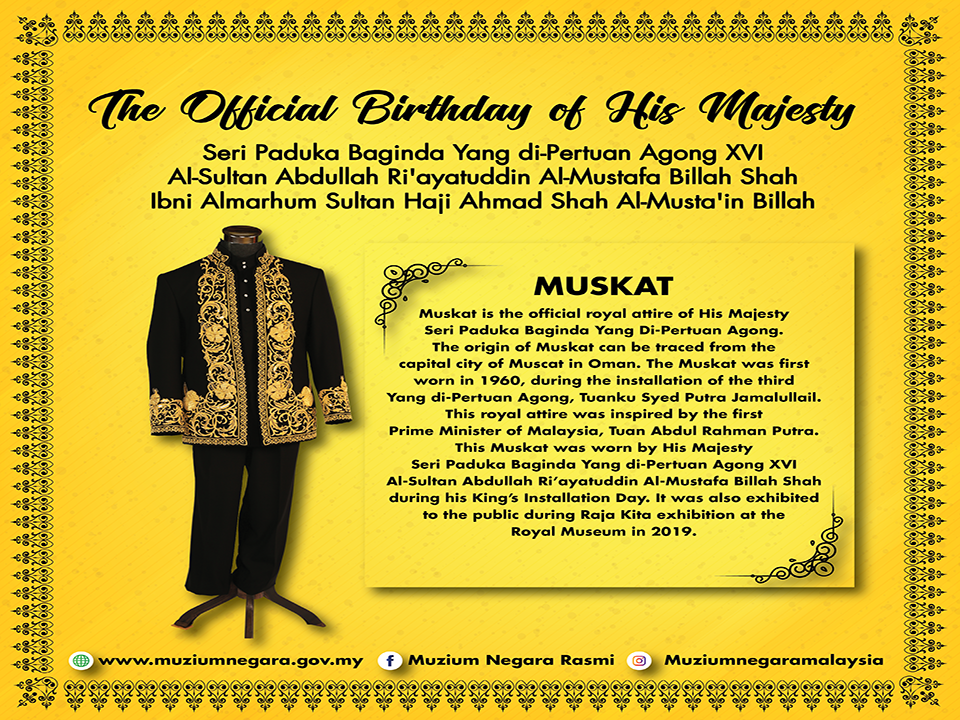 The Official Birthday of His Majesty
Seri Paduka Baginda Yang di-Pertuan Agong XVI
Al-Sultan Abdullah Ri'ayatuddin Al-Mustafa Billah Shah
Ibni Almarhum Sultan Haji Ahmad Shah Al-Musta'in Billah
MUSKAT
Muskat is the official royal attire of His Majesty
Seri Paduka Baginda Yang Di-Pertuan Agong.
The origin of Muskat can be traced from the
capital city of Muscat in Oman. The Muskat was first
worn in 1960, during the installation of the third
Yang di-Pertuan Agong, Tuanku Syed Putra Jamalullail.
This royal attire was inspired by the first
Prime Minister of Malaysia, Tuan Abdul Rahman Putra.
This Muskat was worn by His Majesty
Seri Paduka Baginda Yang di-Pertuan Agong XVI
Al-Sultan Abdullah Ri’ayatuddin Al-Mustafa Billah Shah
during his King’s Installation Day. It was also exhibited
to the public during Raja Kita exhibition at the
Royal Museum in 2019.
www.muziumnegara.gov.my Muzium Negara Rasmi Muziumnegaramalaysia